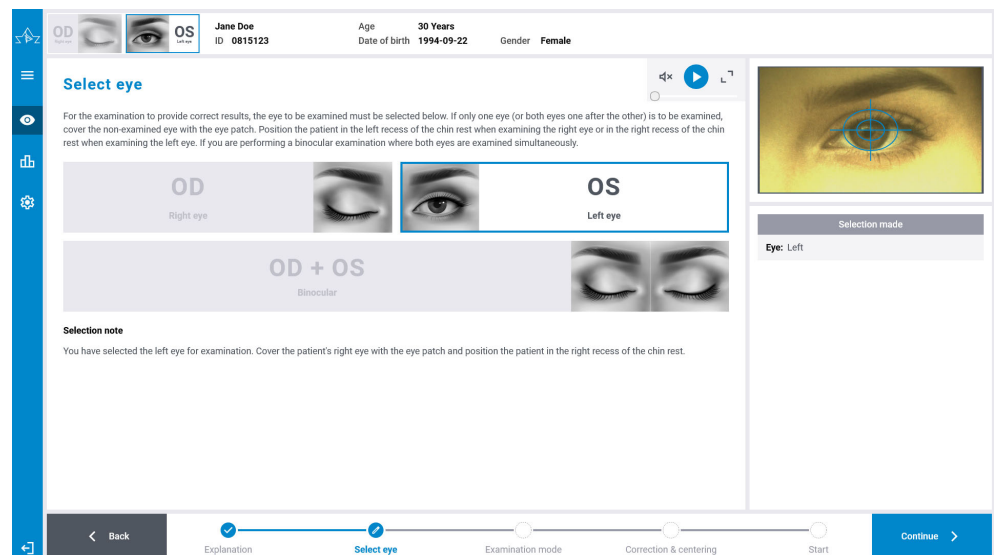 OD
Right eye
OS
Left eye
Jane Doe
ID 0815123
Age 30 Years
Date of birth 1994-09-22 Gender Female
Select eye
For the examination to provide correct results, the eye to be examined must be selected below. If only one eye (or both eyes one after the other) is to be examined,
cover the non-examined eye with the eye patch. Position the patient in the left recess of the chin rest when examining the right eye or in the right recess of the chin
rest when examining the left eye. If you are performing a binocular examination where both eyes are examined simultaneously.
OD
Right eye
OS
Left eye
OD + OS
Binocular
Selection note
You have selected the left eye for examination. Cover the patient's right eye with the eye patch and position the patient in the right recess of the chin rest.
Selection made
Eye: Left
Back
Explanation
Select eye
Examination mode
Correction & centering
Start
Continue